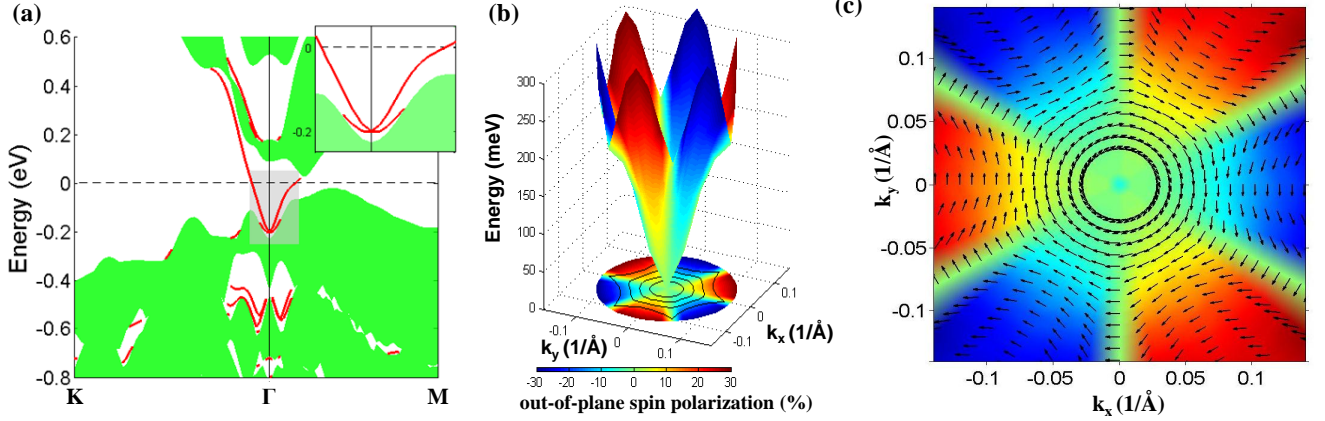 (a)
0.6
0.4
0.2
0
-0.2
-0.4
-0.6
-0.8
Energy (eV)
K
Γ
M
0
-0.2
(b)
300
250
200
150
100
50
0
Energy (meV)
-0.1
0
0.1
k_y (1/Å)
0.1
0
-0.1
k_x (1/Å)
-30 -20 -10 0 10 20 30
out-of-plane spin polarization (%)
(c)
0.1
0.05
0
-0.05
-0.1
k_y (1/Å)
-0.1 -0.05 0 0.05 0.1
k_x (1/Å)